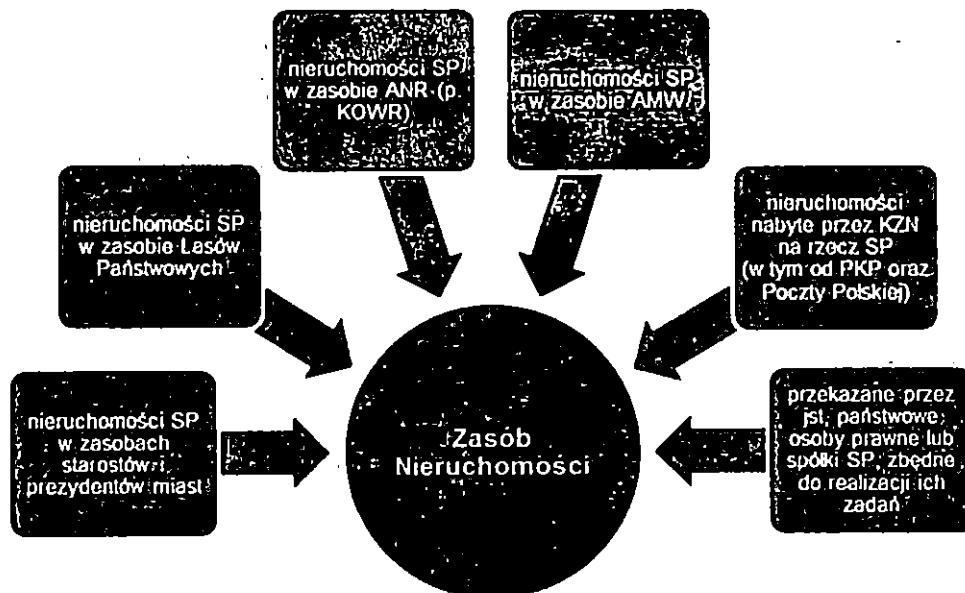 nieruchomości SP
w zasobie ANR (p.
KOWR)
nieruchomości SP
w zasobie AMW
nieruchomości SP
w zasobie Lasów
Państwowych
nieruchomości
nabyte przez KZN
na rzecz SP
(w tym od PKP oraz
Poczty Polskiej)
nieruchomości SP
w zasobach
starostów i
prezydentów miast
Zasób
Nieruchomości
przekazane przez
jst, państwowe
osoby prawne lub
spółki SP, zbędne
do realizacji ich
zadań